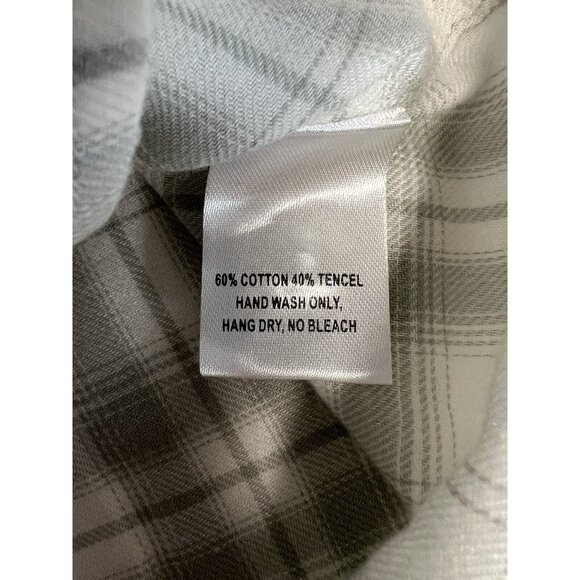 60% COTTON 40% TENCEL
HAND WASH ONLY,
HANG DRY, NO BLEACH